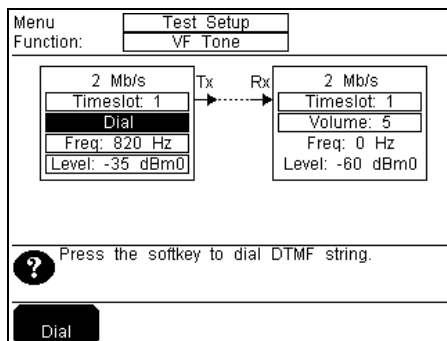 Menu Test Setup
Function: VF Tone
2 Mb/s Tx Rx 2 Mb/s
Timeslot: 1 Timeslot: 1
Dial Volume: 5
Freq: 820 Hz Freq: 0 Hz
Level: -35 dBm0 Level: -60 dBm0
? Press the softkey to dial DTMF string.
Dial